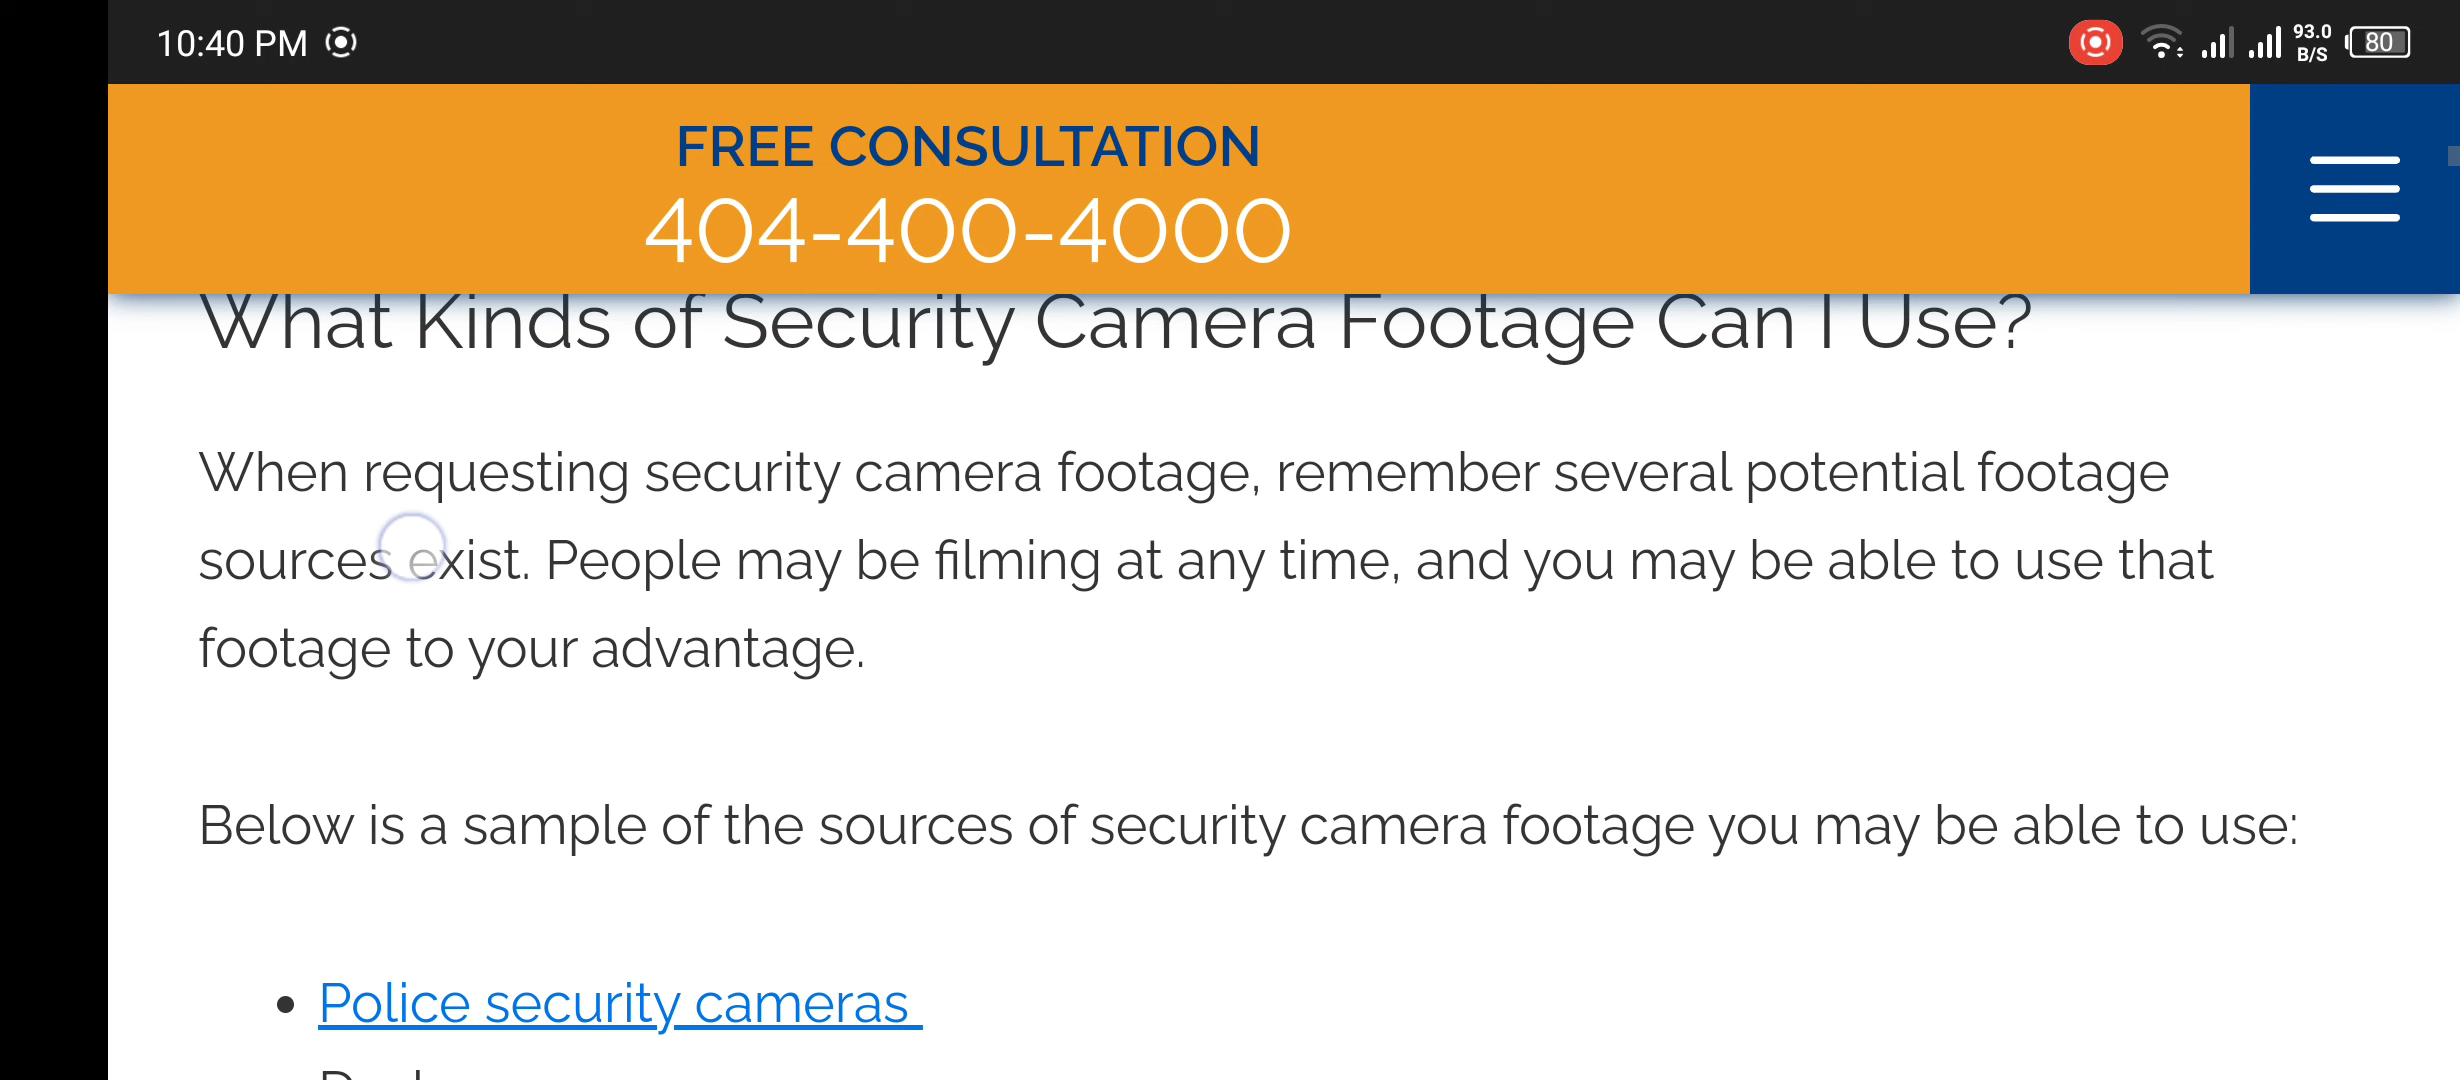 10:40 PM
93.0
B/S
80
FREE CONSULTATION
404-400-4000
What Kinds of Security Camera Footage Can I Use?
When requesting security camera footage, remember several potential footage
sources exist. People may be filming at any time, and you may be able to use that
footage to your advantage.
Below is a sample of the sources of security camera footage you may be able to use:
• Police security cameras